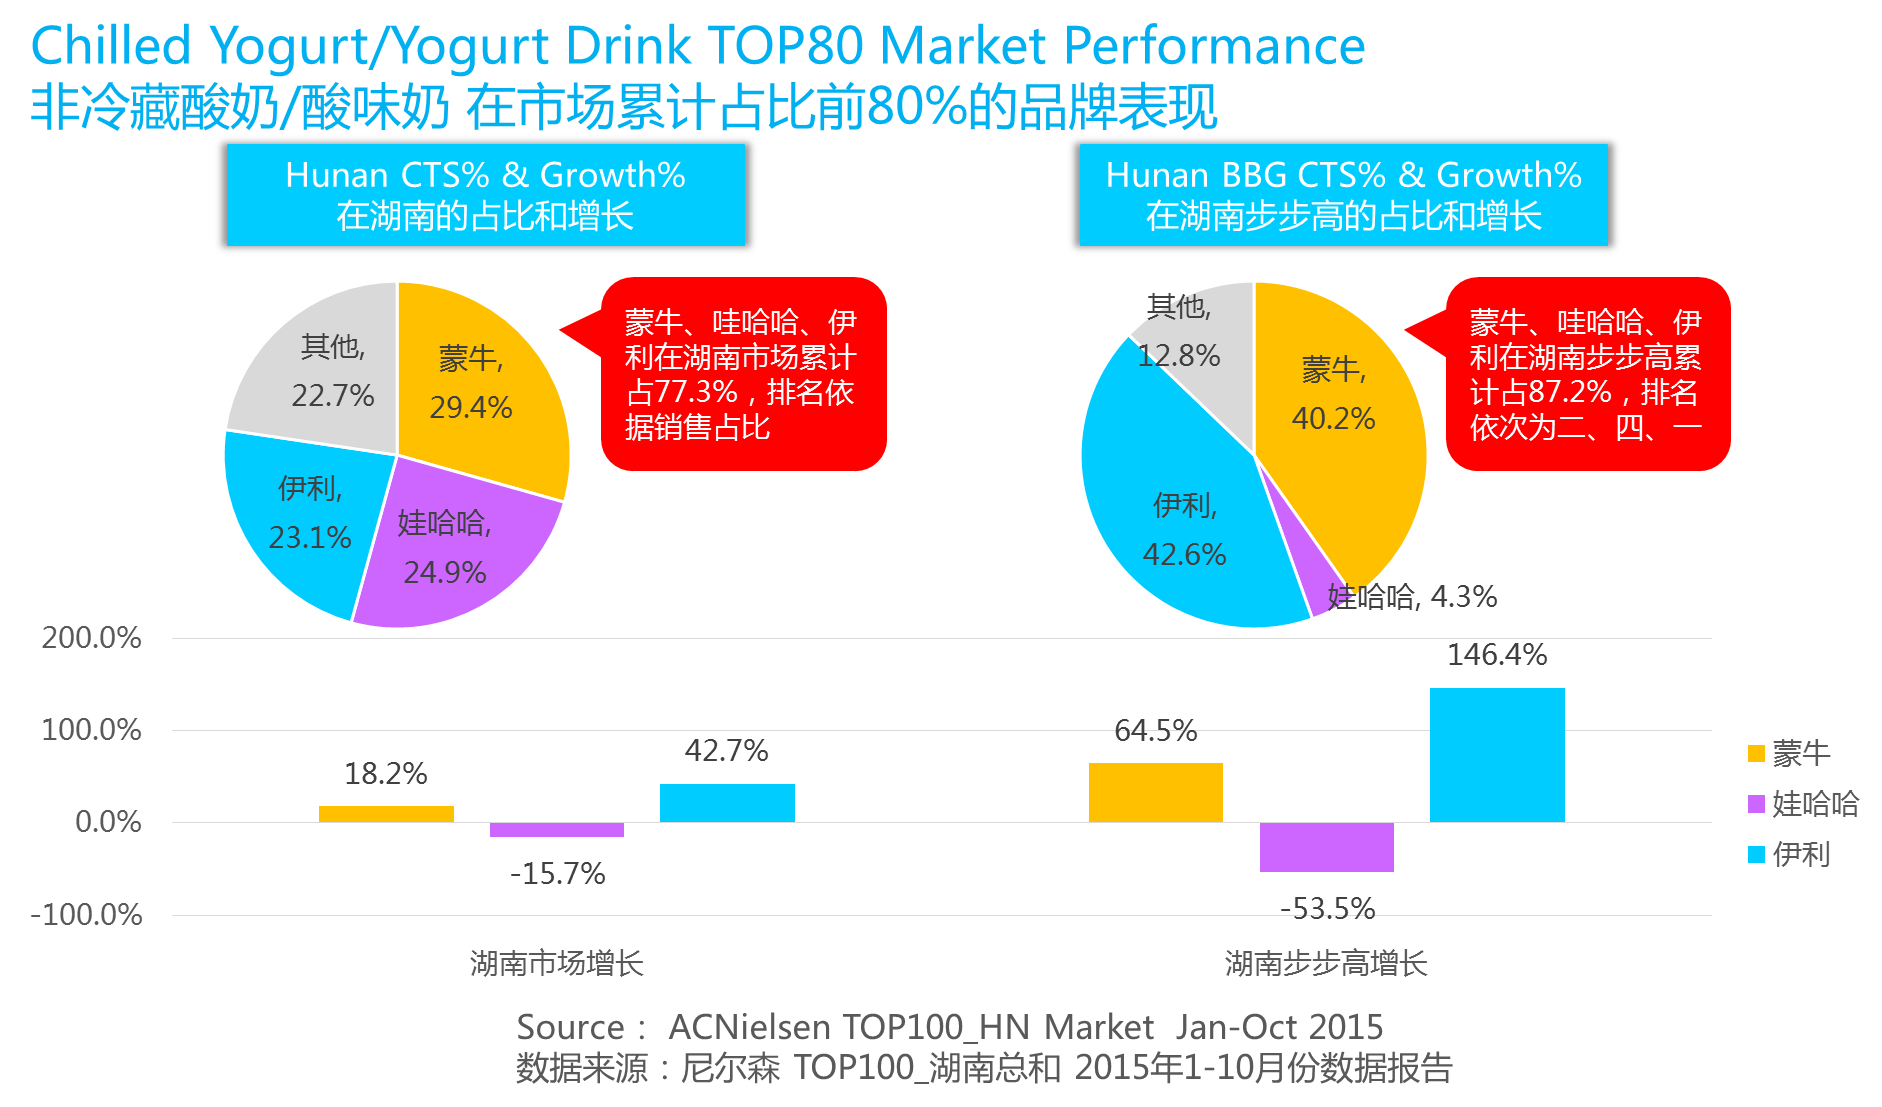 Chilled Yogurt/Yogurt Drink TOP80 Market Performance
非冷藏酸奶/酸味奶 在市场累计占比前80%的品牌表现
Hunan CTS% & Growth%
在湖南的占比和增长
Hunan BBG CTS% & Growth%
在湖南步步高的占比和增长
其他,
22.7%
蒙牛,
29.4%
伊利,
23.1%
娃哈哈,
24.9%
蒙牛、哇哈哈、伊
利在湖南市场累计
占77.3%，排名依
据销售占比
其他,
12.8%
蒙牛,
40.2%
伊利,
42.6%
娃哈哈, 4.3%
蒙牛、哇哈哈、伊
利在湖南步步高累
计占87.2%，排名
依次为二、四、一
200.0%
100.0%
0.0%
-100.0%
18.2%
-15.7%
42.7%
64.5%
-53.5%
146.4%
湖南市场增长
湖南步步高增长
蒙牛
娃哈哈
伊利
Source： ACNielsen TOP100_HN Market Jan-Oct 2015
数据来源：尼尔森 TOP100_湖南总和 2015年1-10月份数据报告